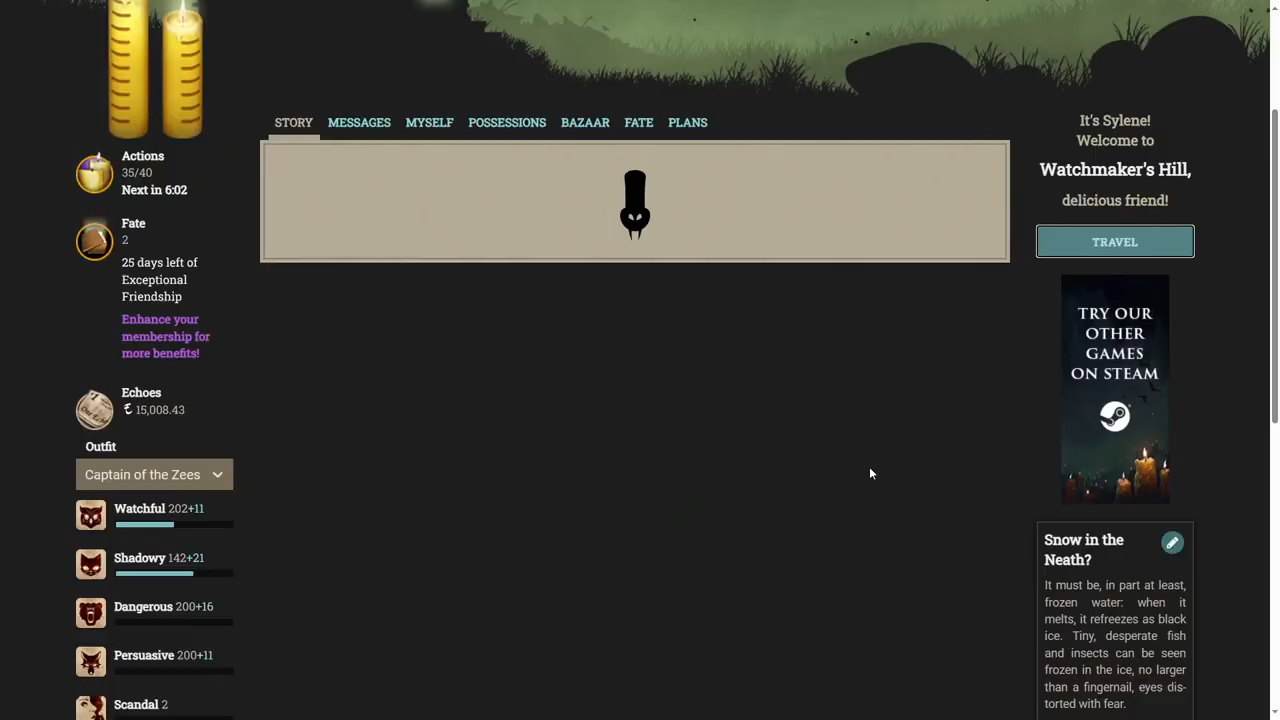 Actions
35/40
Next in 6:02
Fate
2
25 days left of
Exceptional
Friendship
Enhance your
membership for
more benefits!
Echoes
15,008.43
Outfit
Captain of the Zees
Watchful 202+11
Shadowy 142+21
Dangerous 200+16
Persuasive 200+11
Scandal 2
STORY MESSAGES MYSELF POSSESSIONS BAZAAR FATE PLANS
It's Sylene!
Welcome to
Watchmaker's Hill,
delicious friend!
TRAVEL
TRY OUR
OTHER
GAMES
ON STEAM
Snow in the
Neath?
It must be, in part at least,
frozen water: when it
melts, it refreezes as black
ice. Tiny, desperate fish
and insects can be seen
frozen in the ice, no larger
than a fingernail, eyes dis-
torted with fear.